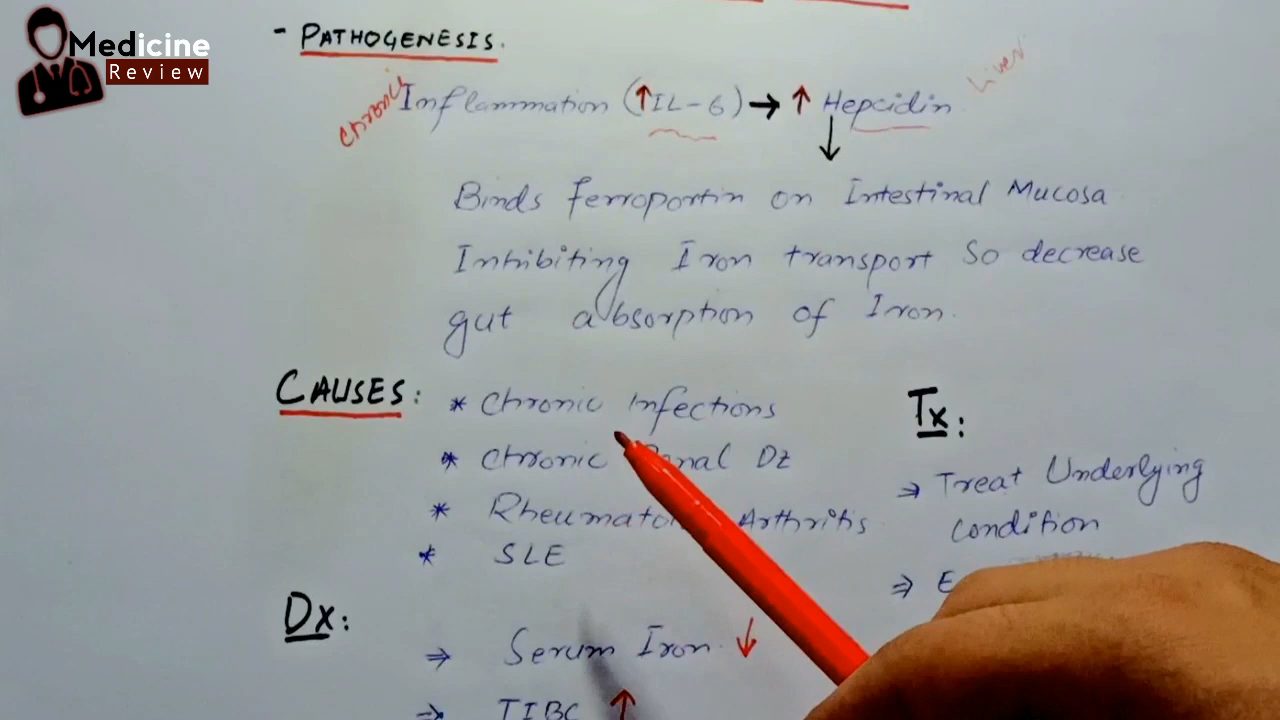 Medicine
Review
- PATHOGENESIS.
Chronic Inflammation (↑IL-6) → ↑ Hepcidin Liver
↓
Binds ferroportin on Intestinal Mucosa
Inhibiting Iron transport So decrease
gut absorption of Iron.
CAUSES:
* Chronic Infections
* Chronic Renal Dz
* Rheumatoid Arthritis
* SLE
Tx:
⇒ Treat Underlying
condition
⇒ E
Dx:
⇒ Serum Iron ↓
⇒ TIBC ↑